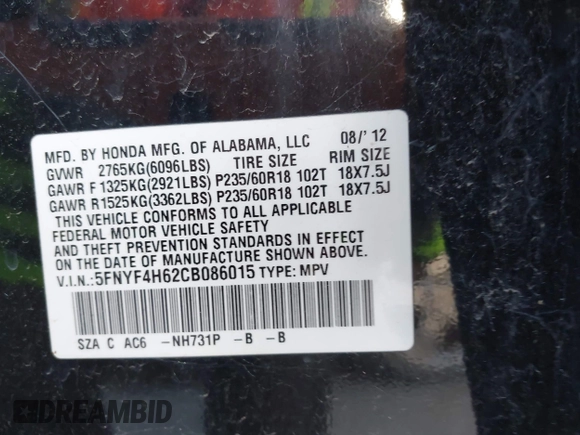 MFD. BY HONDA MFG. OF ALABAMA, LLC 08/'12
GVWR 2765KG(6096LBS) TIRE SIZE RIM SIZE
GAWR F 1325KG(2921LBS) P235/60R18 102T 18X7.5J
GAWR R1525KG(3362LBS) P235/60R18 102T 18X7.5J
THIS VEHICLE CONFORMS TO ALL APPLICABLE
FEDERAL MOTOR VEHICLE SAFETY
AND THEFT PREVENTION STANDARDS IN EFFECT
ON THE DATE OF MANUFACTURE SHOWN ABOVE.
V.I.N.:5FNYF4H62CB086015 TYPE: MPV
SZA C AC6 -NH731P -B -B
DREAMBID